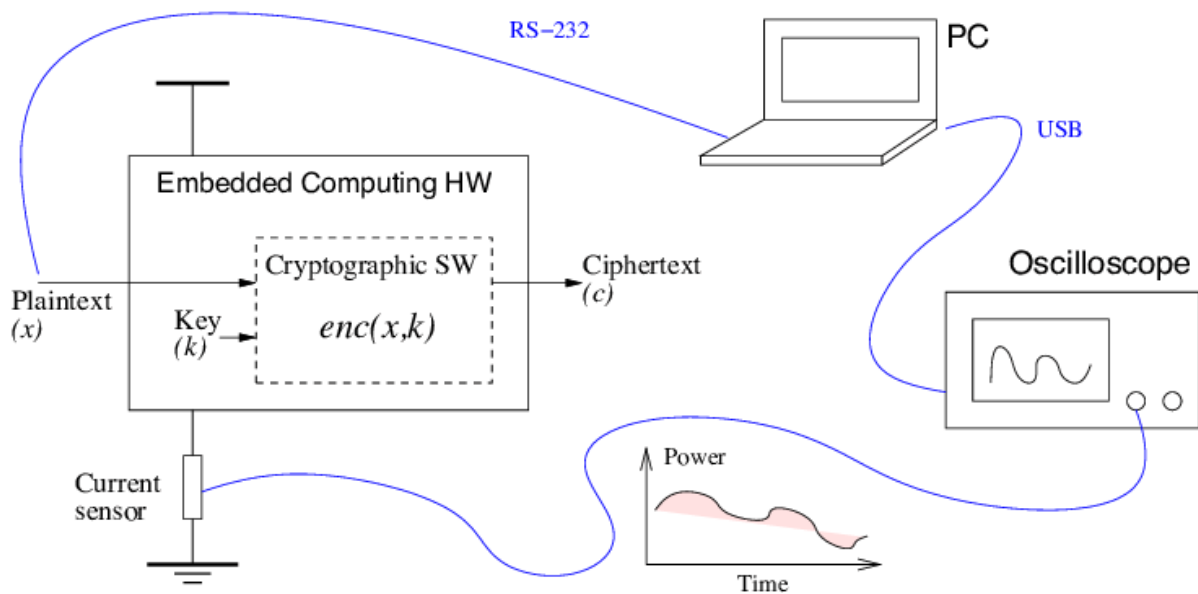 RS−232
PC
USB
Embedded Computing HW
Cryptographic SW
Ciphertext
(c)
Plaintext
(x)
Key
(k)
enc(x,k)
Oscilloscope
Current
sensor
Power
Time